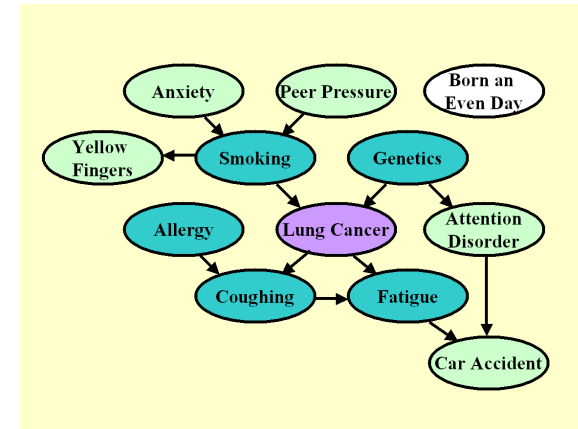 Anxiety
Peer Pressure
Born an
Even Day
Yellow
Fingers
Smoking
Genetics
Allergy
Lung Cancer
Attention
Disorder
Coughing
Fatigue
Car Accident